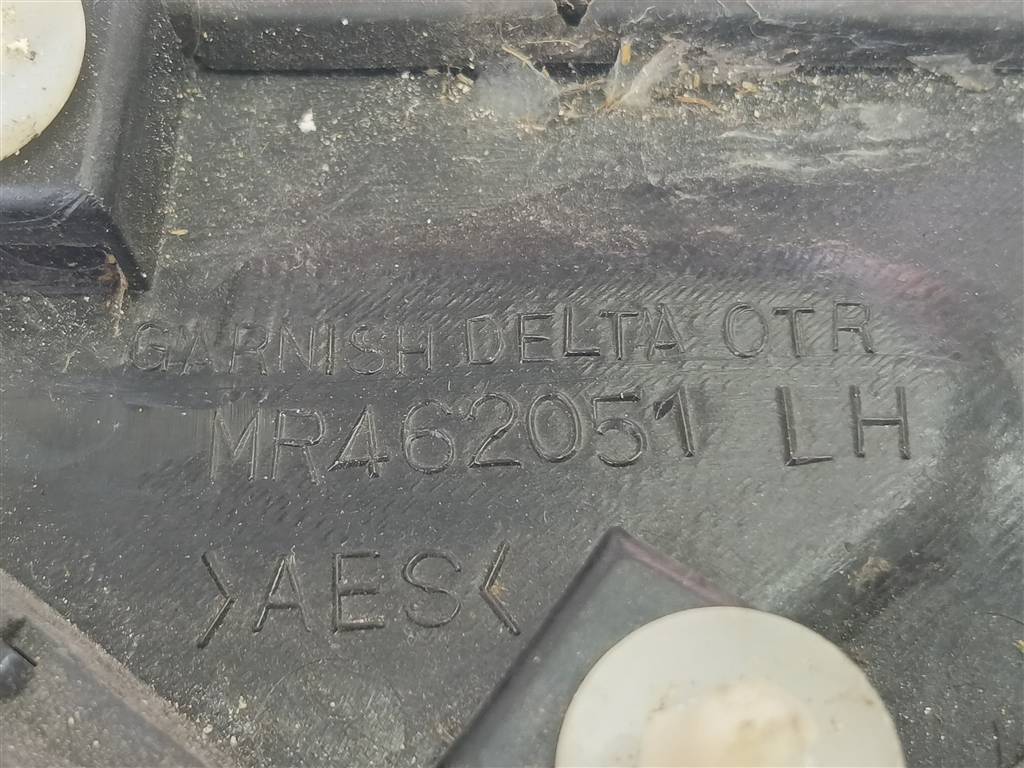 GARNISH DELTA OTR
MR462051 LH
>AES<